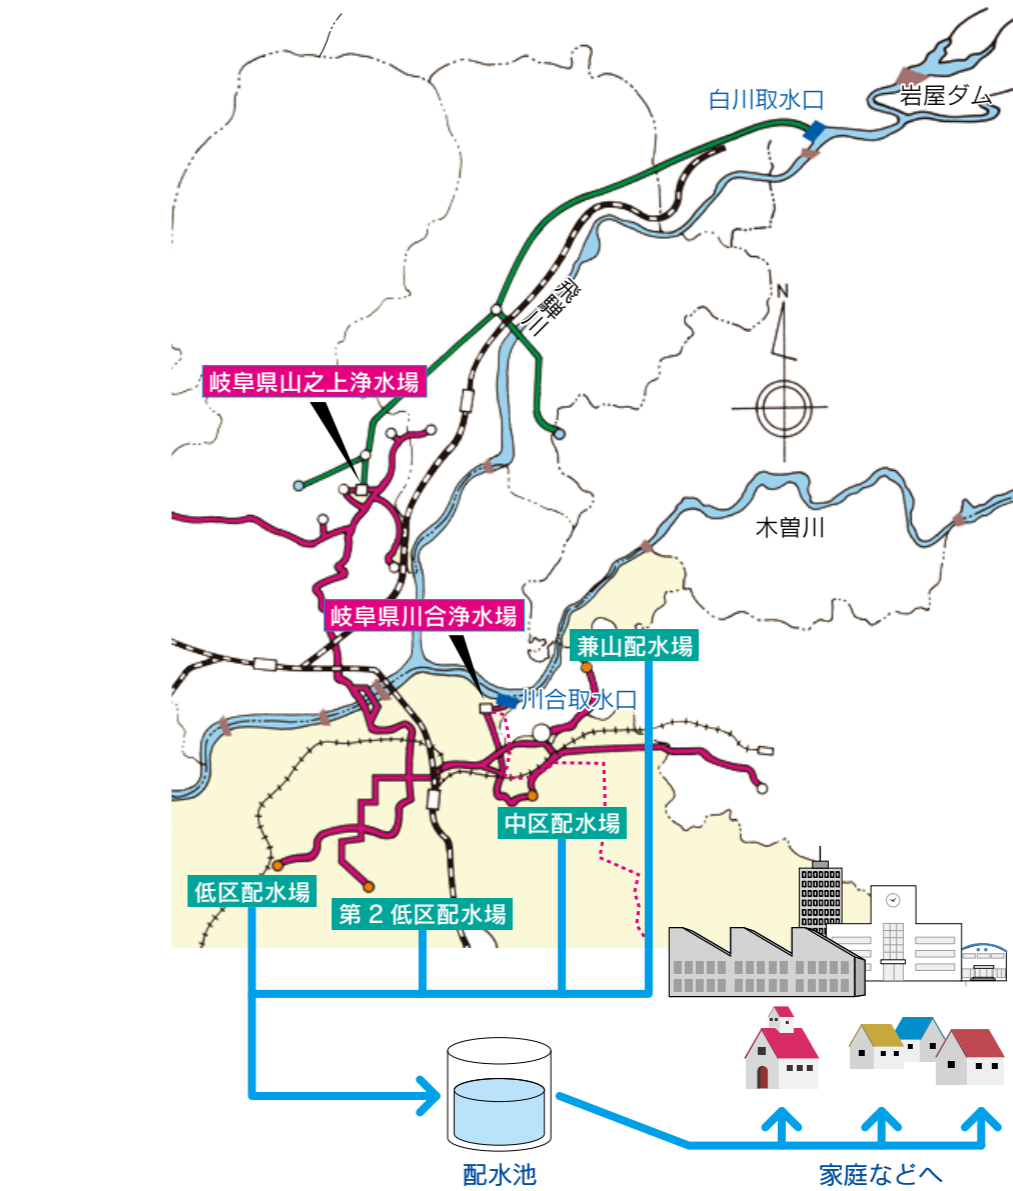 白川取水口
岩屋ダム
飛騨川
N
岐阜県山之上浄水場
木曽川
岐阜県川合浄水場
兼山配水場
川合取水口
中区配水場
低区配水場
第2低区配水場
配水池
家庭などへ